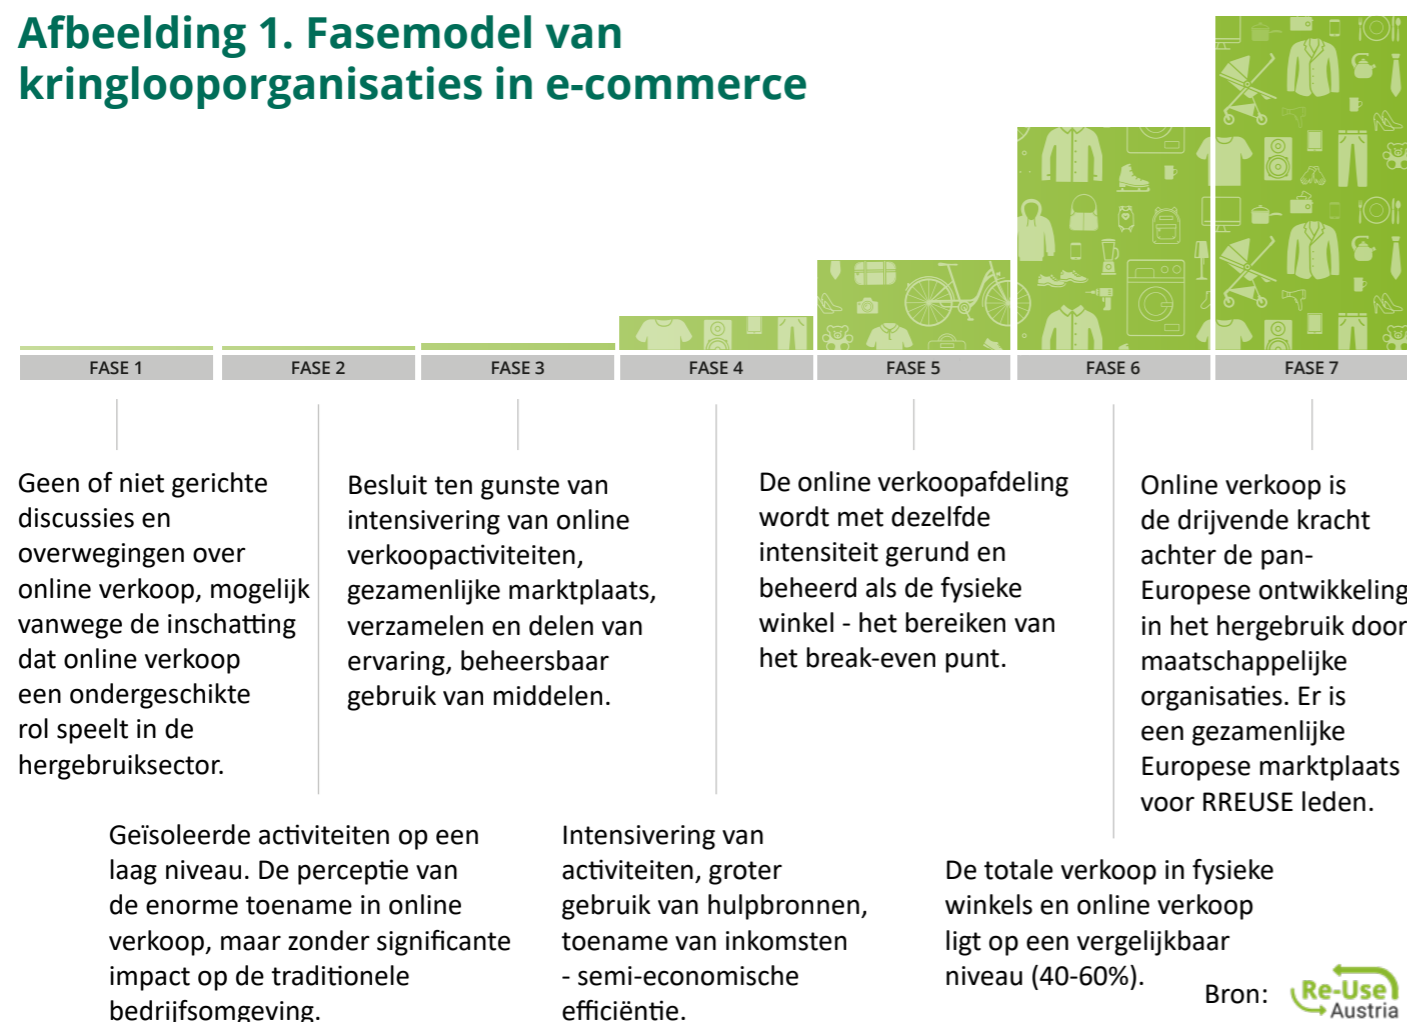 Afbeelding 1. Fasemodel van
kringlooporganisaties in e-commerce
FASE 1
FASE 2
FASE 3
FASE 4
FASE 5
FASE 6
FASE 7
Geen of niet gerichte
discussies en
overwegingen over
online verkoop, mogelijk
vanwege de inschatting
dat online verkoop
een ondergeschikte
rol speelt in de
hergebruiksector.
Geïsoleerde activiteiten op een
laag niveau. De perceptie van
de enorme toename in online
verkoop, maar zonder significante
impact op de traditionele
bedrijfsomgeving.
Besluit ten gunste van
intensivering van online
verkoopactiviteiten,
gezamenlijke marktplaats,
verzamelen en delen van
ervaring, beheersbaar
gebruik van middelen.
Intensivering van
activiteiten, groter
gebruik van hulpbronnen,
toename van inkomsten
- semi-economische
efficiëntie.
De online verkoopafdeling
wordt met dezelfde
intensiteit gerund en
beheerd als de fysieke
winkel - het bereiken van
het break-even punt.
De totale verkoop in fysieke
winkels en online verkoop
ligt op een vergelijkbaar
niveau (40-60%).
Online verkoop is
de drijvende kracht
achter de pan-
Europese ontwikkeling
in het hergebruik door
maatschappelijke
organisaties. Er is
een gezamenlijke
Europese marktplaats
voor RREUSE leden.
Bron:
Re-Use
Austria